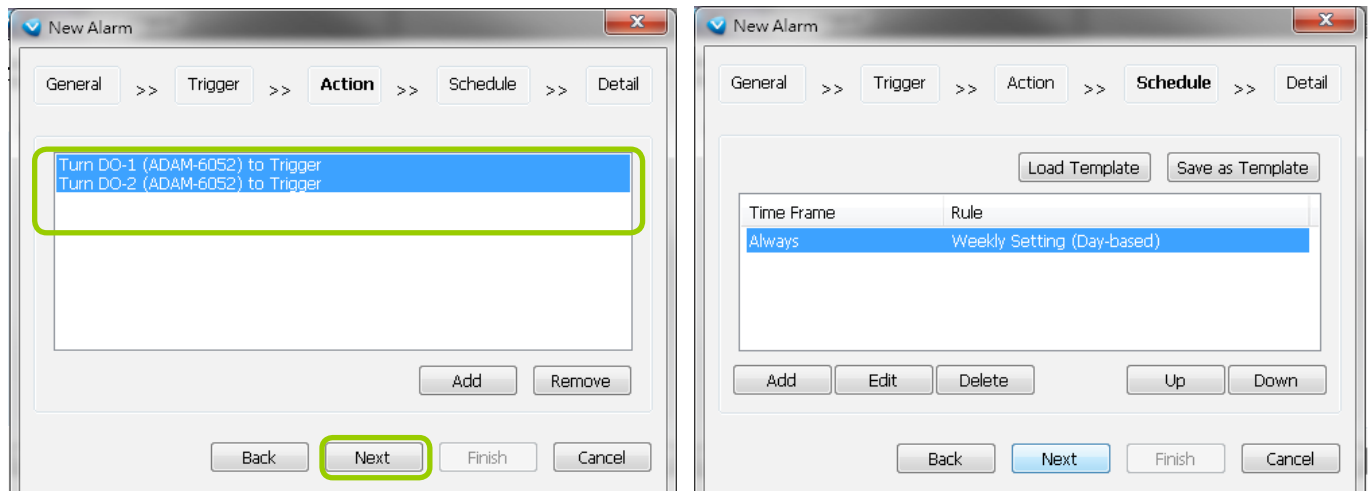 New Alarm
General >> Trigger >> Action >> Schedule >> Detail
Turn DO-1 (ADAM-6052) to Trigger
Turn DO-2 (ADAM-6052) to Trigger
Add Remove
Back Next Finish Cancel
New Alarm
General >> Trigger >> Action >> Schedule >> Detail
Load Template Save as Template
Time Frame Rule
Always Weekly Setting (Day-based)
Add Edit Delete Up Down
Back Next Finish Cancel